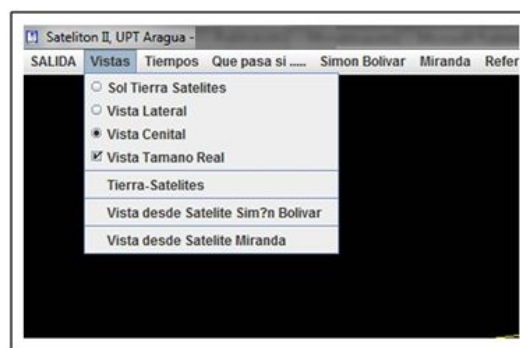 Sateliton II, UPT Aragua -
SALIDA Vistas Tiempos Que pasa si ..... Simon Bolivar Miranda Refer
Sol Tierra Satelites
Vista Lateral
Vista Cenital
Vista Tamano Real
Tierra-Satelites
Vista desde Satelite Sim?n Bolivar
Vista desde Satelite Miranda